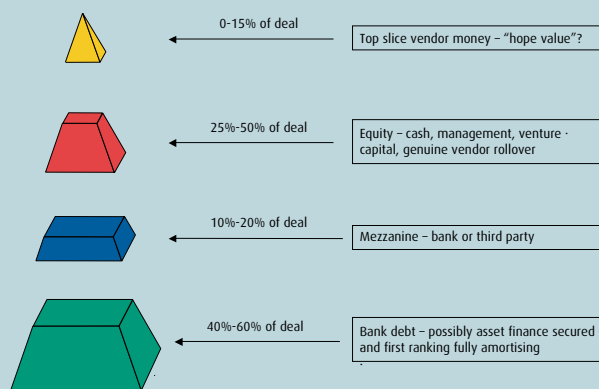 0-15% of deal
Top slice vendor money – “hope value”?
25%-50% of deal
Equity – cash, management, venture ·
capital, genuine vendor rollover
10%-20% of deal
Mezzanine – bank or third party
40%-60% of deal
Bank debt – possibly asset finance secured
and first ranking fully amortising